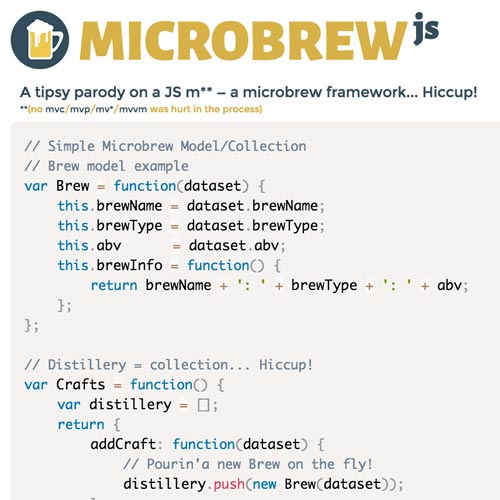 MICROBREWjs
A tipsy parody on a JS m** – a microbrew framework... Hiccup!
**(no mvc/mvp/mv*/mvvm was hurt in the process)
// Simple Microbrew Model/Collection
// Brew model example
var Brew = function(dataset) {
    this.brewName = dataset.brewName;
    this.brewType = dataset.brewType;
    this.abv      = dataset.abv;
    this.brewInfo = function() {
        return brewName + ': ' + brewType + ': ' + abv;
    };
};
// Distillery = collection... Hiccup!
var Crafts = function() {
    var distillery = [];
    return {
        addCraft: function(dataset) {
            // Pourin'a new Brew on the fly!
            distillery.push(new Brew(dataset));